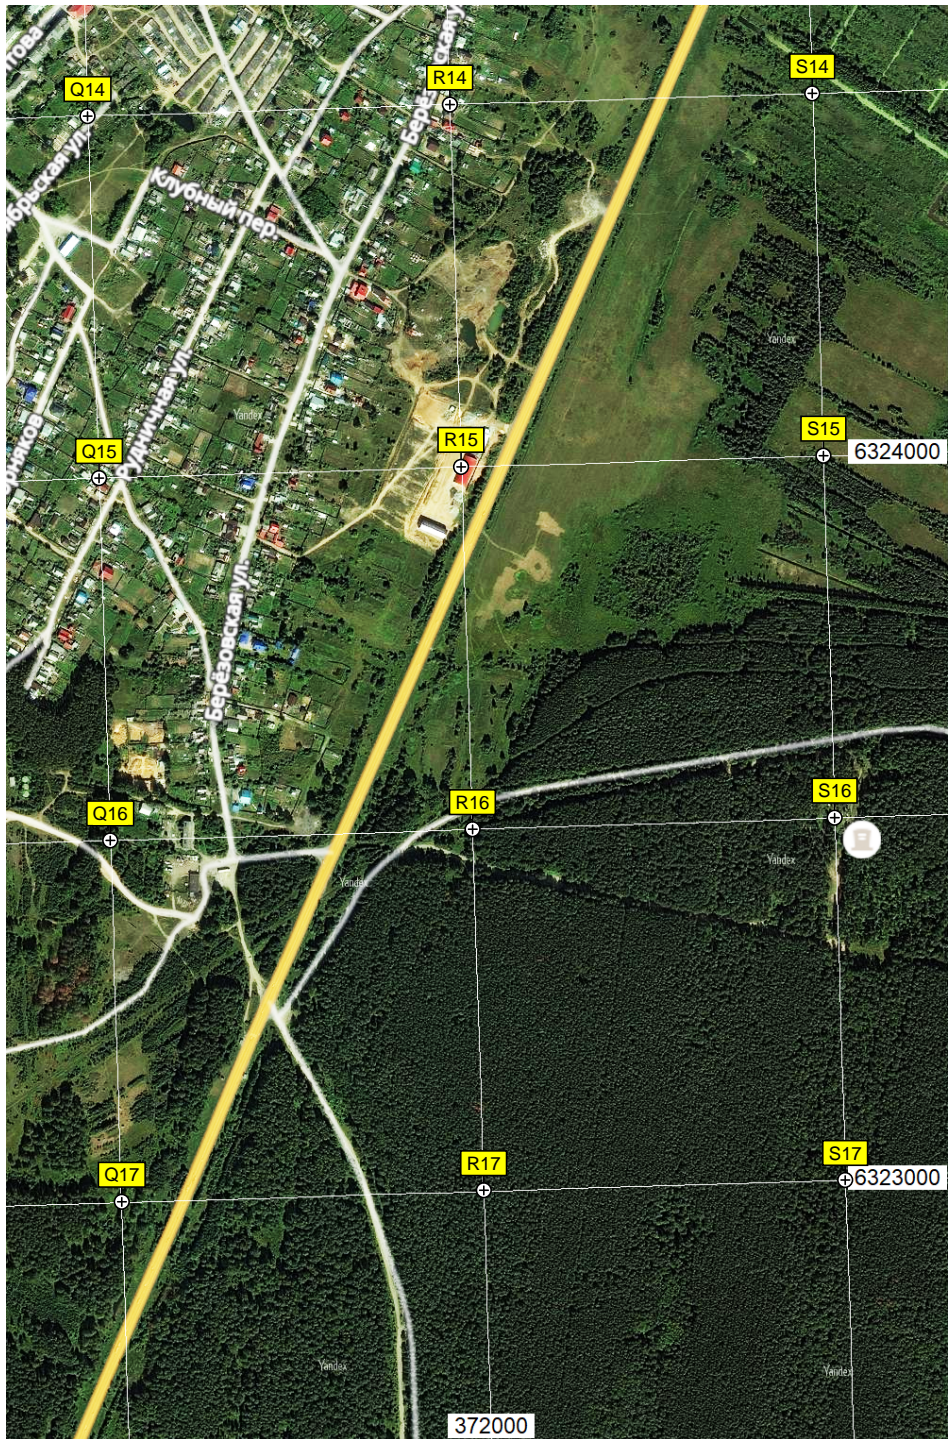 Берёзовская у
S14
Q14
R14
Клубный пер.
Yandex
Рудничная ул.
Yandex
Q15
R15
S15
6324000
Берёзовская ул.
Q16
R16
S16
Yandex
Yandex
Q17
R17
S17
6323000
Yandex
Yandex
372000